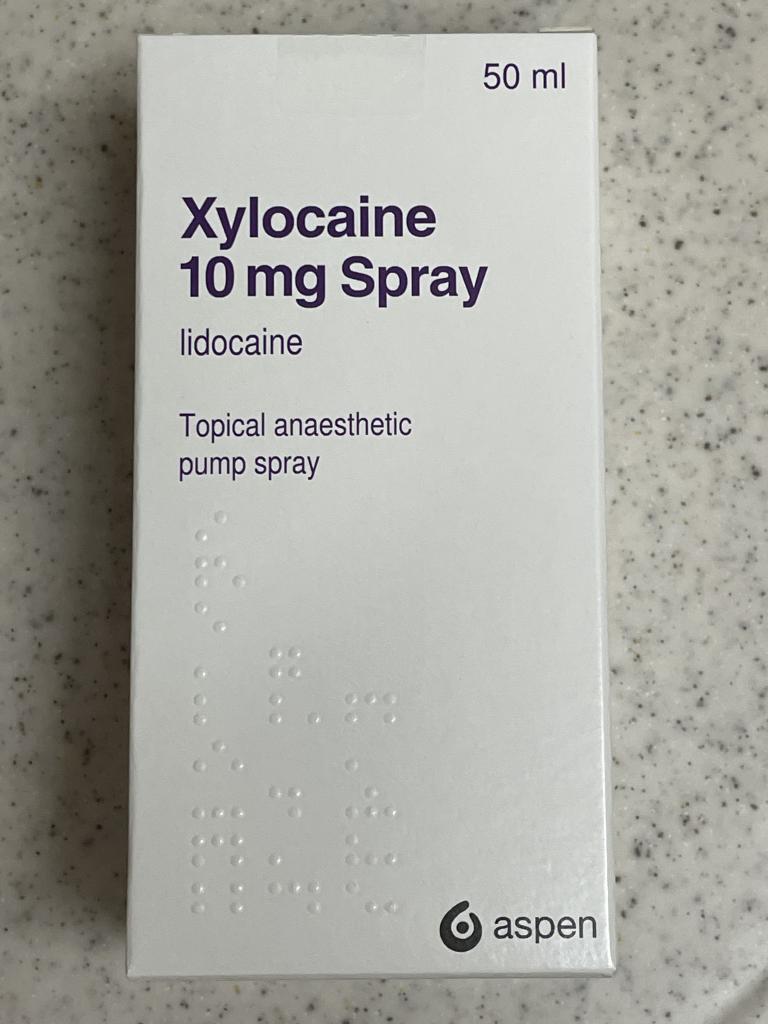 50 ml
Xylocaine
10 mg Spray
lidocaine
Topical anaesthetic
pump spray
aspen